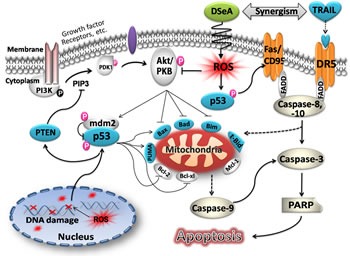 DSeA
Synergism
TRAIL
Growth factor
Receptors, etc.
Membrane
Cytoplasm
PI3K
P
PIP3
PDK1
P
Akt/
PKB
P
ROS
Fas/
CD95
DR5
P
p53
FADD
FADD
Caspase-8,
-10
mdm2
P
p53
P
PTEN
PUMA
Bax
Bad
Bim
t-Bid
Mitochondria
Bcl-2
Bcl-xl
Mcl-1
Caspase-3
Caspase-9
PARP
DNA damage
ROS
Nucleus
Apoptosis